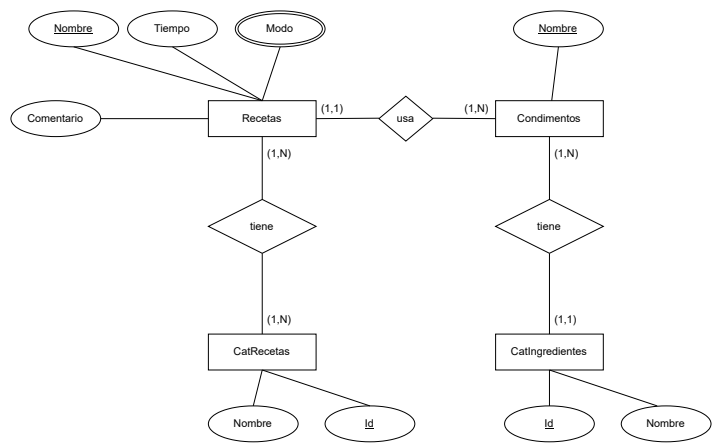 Nombre
Tiempo
Modo
Nombre
Comentario
Recetas
(1,1)
usa
(1,N)
Condimentos
(1,N)
(1,N)
tiene
tiene
(1,N)
(1,1)
CatRecetas
CatIngredientes
Nombre
Id
Id
Nombre